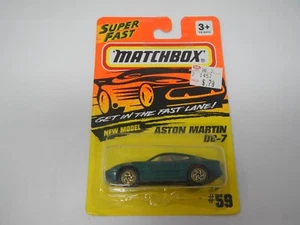 SUPER
FAST
3+
MATCHBOX
GET IN THE FAST LANE!
NEW MODEL
ASTON MARTIN
DB-7
#59